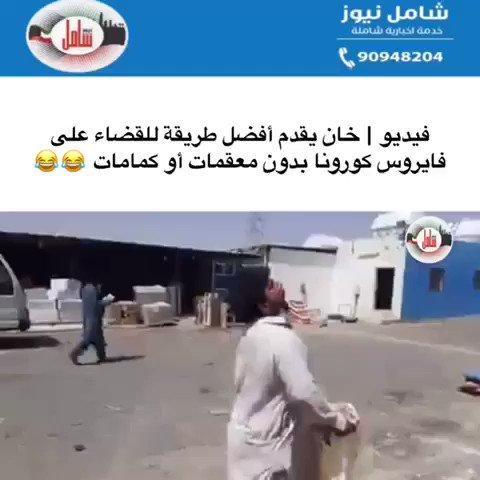 شامل نيوز
خدمة اخبارية شاملة
90948204
شامل
فيديو | خان يقدم أفضل طريقة للقضاء على
فايروس كورونا بدون معقمات أو كمامات 😂😂
شامل